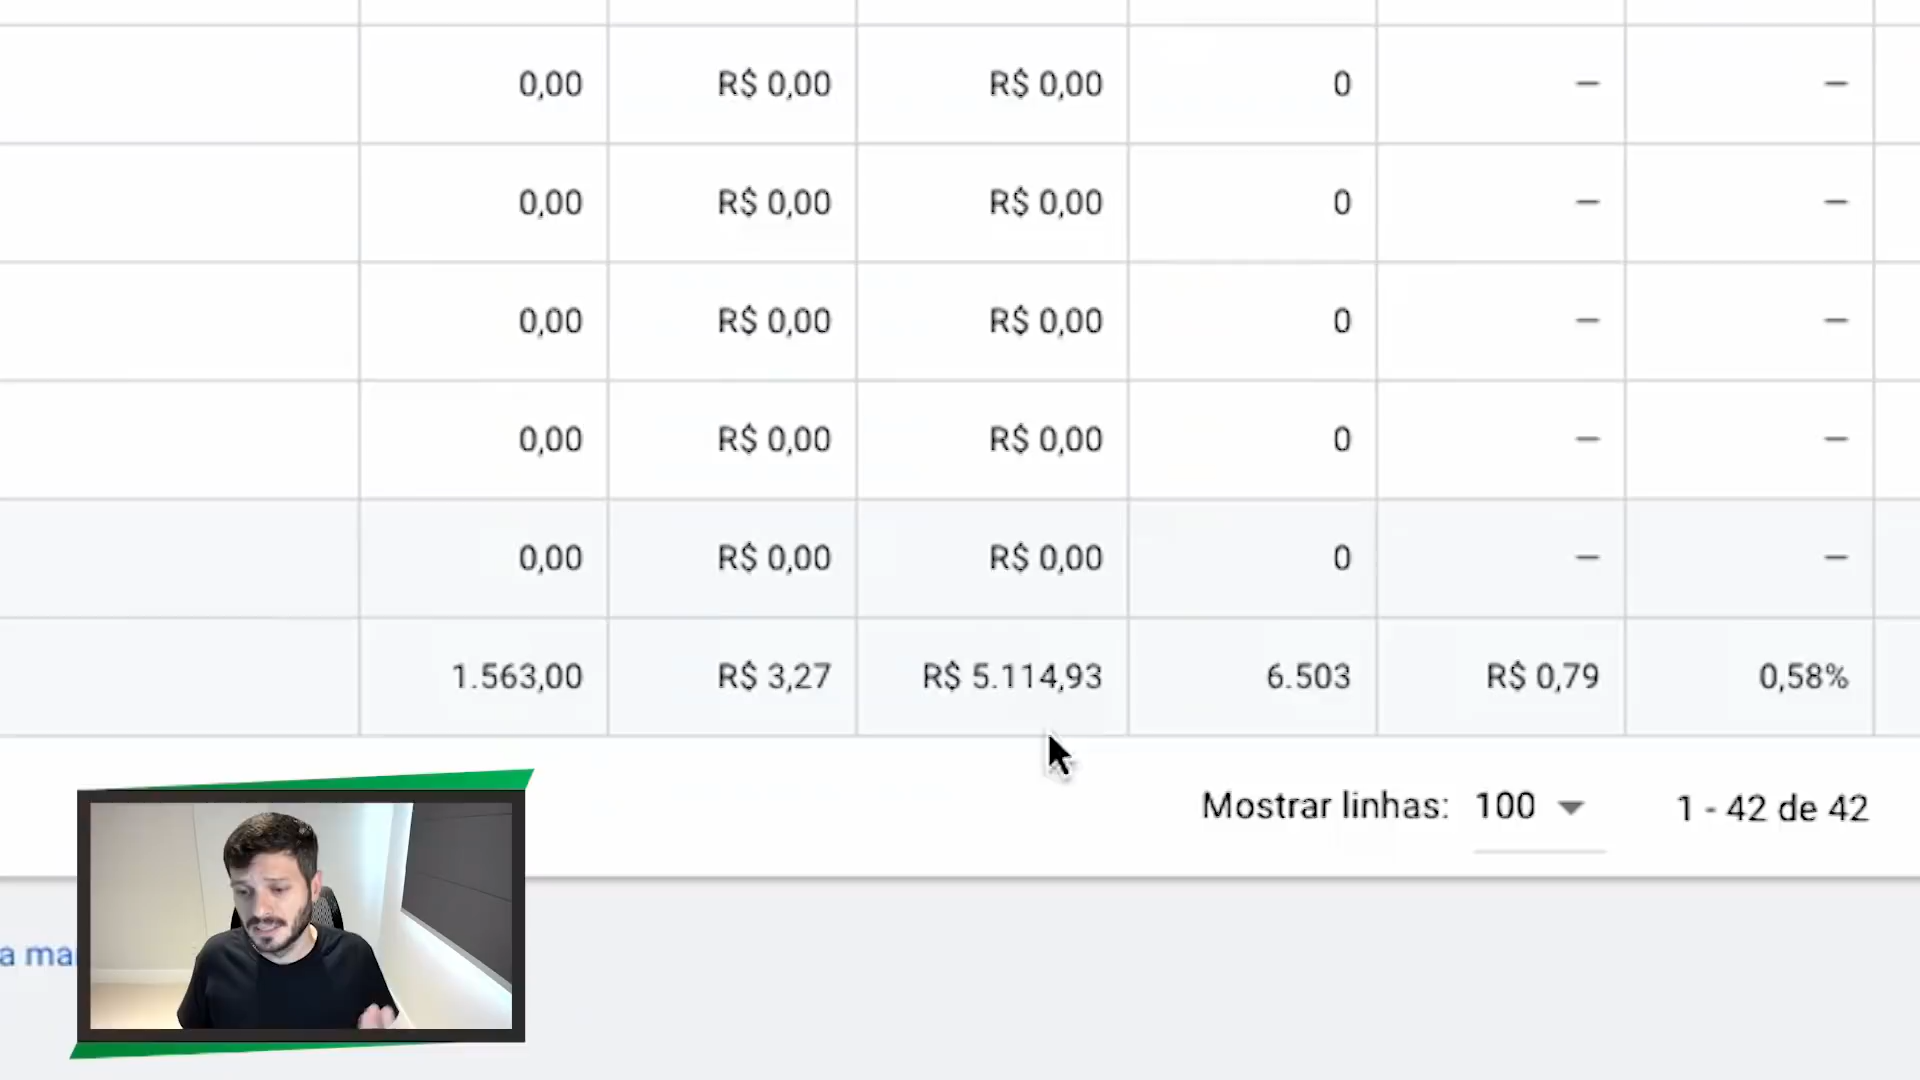 0,00 R$ 0,00 R$ 0,00 0 – –
0,00 R$ 0,00 R$ 0,00 0 – –
0,00 R$ 0,00 R$ 0,00 0 – –
0,00 R$ 0,00 R$ 0,00 0 – –
0,00 R$ 0,00 R$ 0,00 0 – –
1.563,00 R$ 3,27 R$ 5.114,93 6.503 R$ 0,79 0,58%
Mostrar linhas: 100 1 - 42 de 42
a